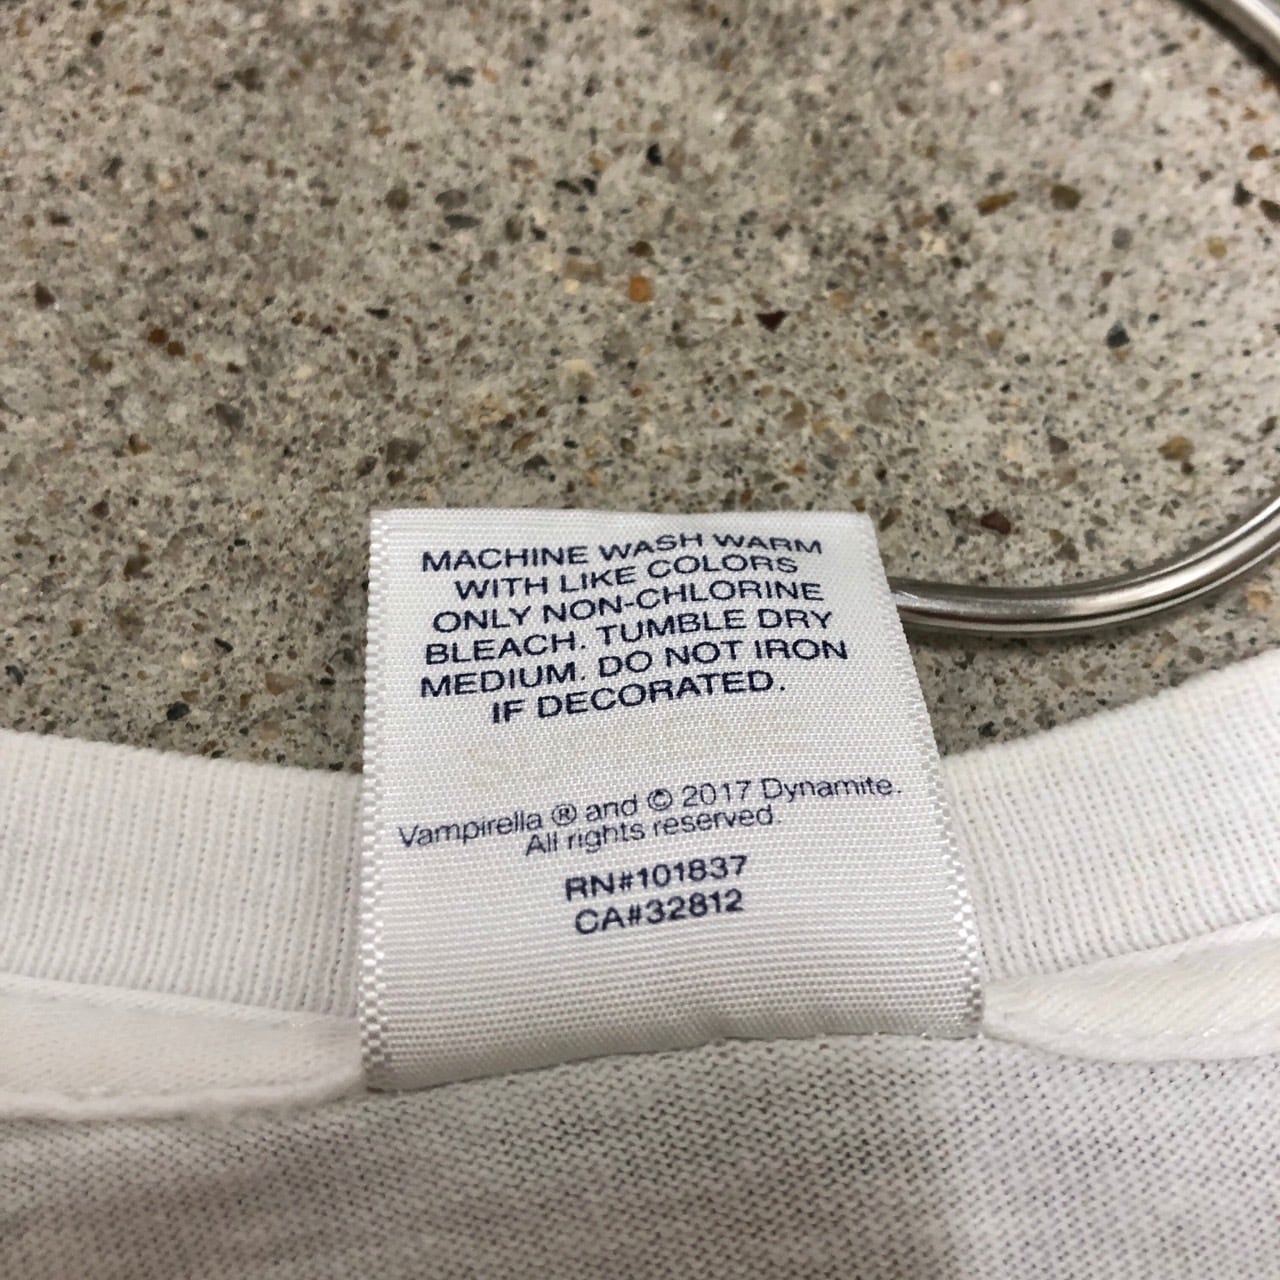 MACHINE WASH WARM
WITH LIKE COLORS
ONLY NON-CHLORINE
BLEACH. TUMBLE DRY
MEDIUM. DO NOT IRON
IF DECORATED.
Vampirella ® and © 2017 Dynamite.
All rights reserved.
RN#101837
CA#32812